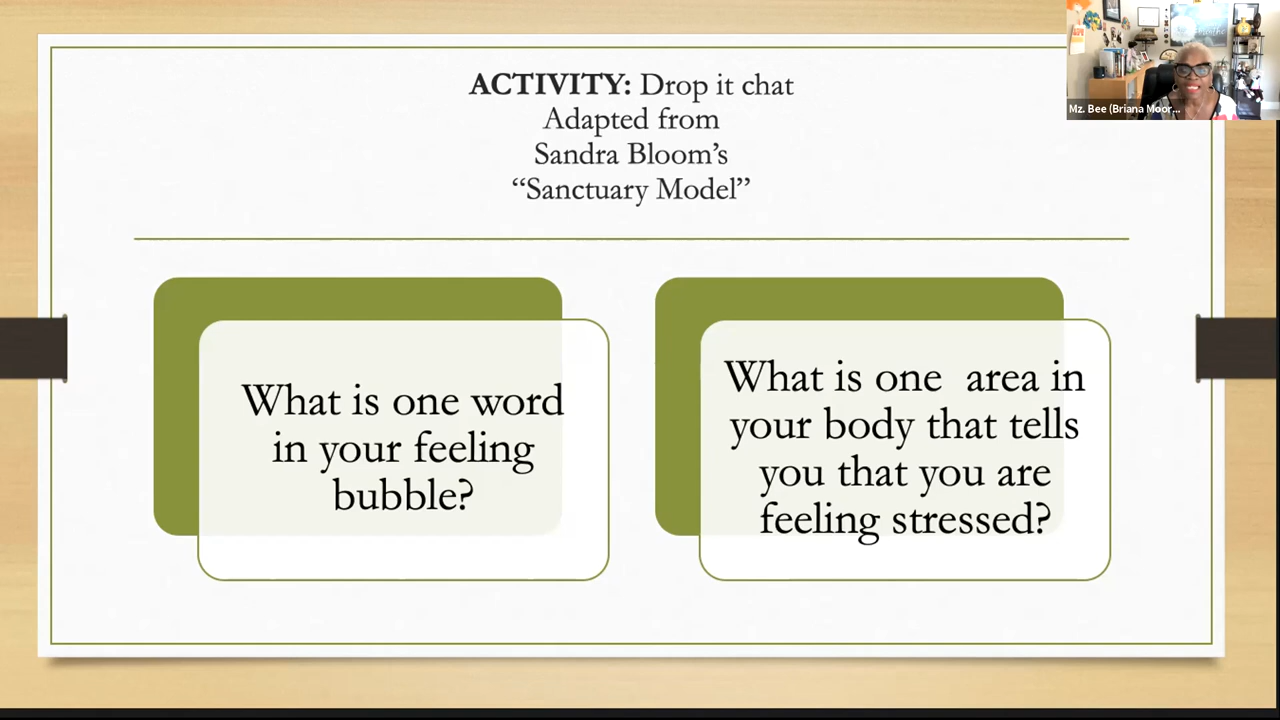 ACTIVITY: Drop it chat
Adapted from
Sandra Bloom’s
“Sanctuary Model”
What is one word
in your feeling
bubble?
What is one  area in
your body that tells
you that you are
feeling stressed?
Mz. Bee (Briana Moor...